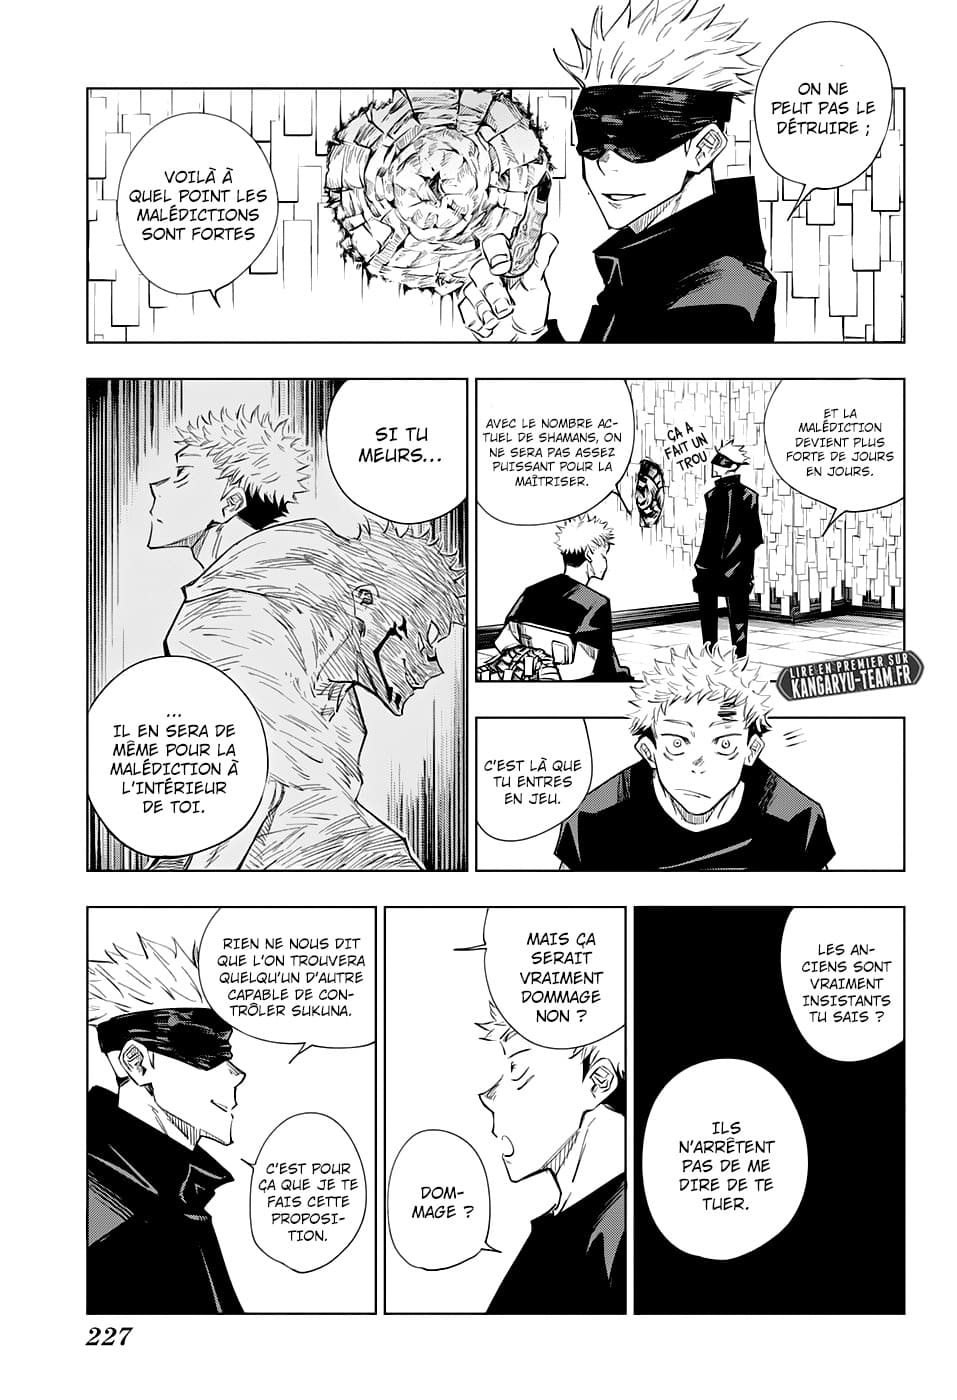 ON NE
PEUT PAS LE
DÉTRUIRE ;
VOILÀ À
QUEL POINT LES
MALÉDICTIONS
SONT FORTES
ET LA
MALÉDICTION
DEVIENT PLUS
FORTE DE JOURS
EN JOURS.
ÇA A
FAIT UN
TROU
AVEC LE NOMBRE AC-
TUEL DE SHAMANS, ON
NE SERA PAS ASSEZ
PUISSANT POUR LA
MAÎTRISER.
LIRE EN PREMIER SUR
KANGARYU-TEAM.FR
C'EST LÀ QUE
TU ENTRES
EN JEU.
SI TU
MEURS...
...
IL EN SERA DE
MÊME POUR LA
MALÉDICTION À
L'INTÉRIEUR
DE TOI.
LES AN-
CIENS SONT
VRAIMENT
INSISTANTS
TU SAIS ?
ILS
N'ARRÊTENT
PAS DE ME
DIRE DE TE
TUER.
MAIS ÇA
SERAIT
VRAIMENT
DOMMAGE
NON ?
DOM-
MAGE ?
RIEN NE NOUS DIT
QUE L'ON TROUVERA
QUELQU'UN D'AUTRE
CAPABLE DE CON-
TRÔLER SUKUNA.
C'EST POUR
ÇA QUE JE TE
FAIS CETTE
PROPOSI-
TION.
227